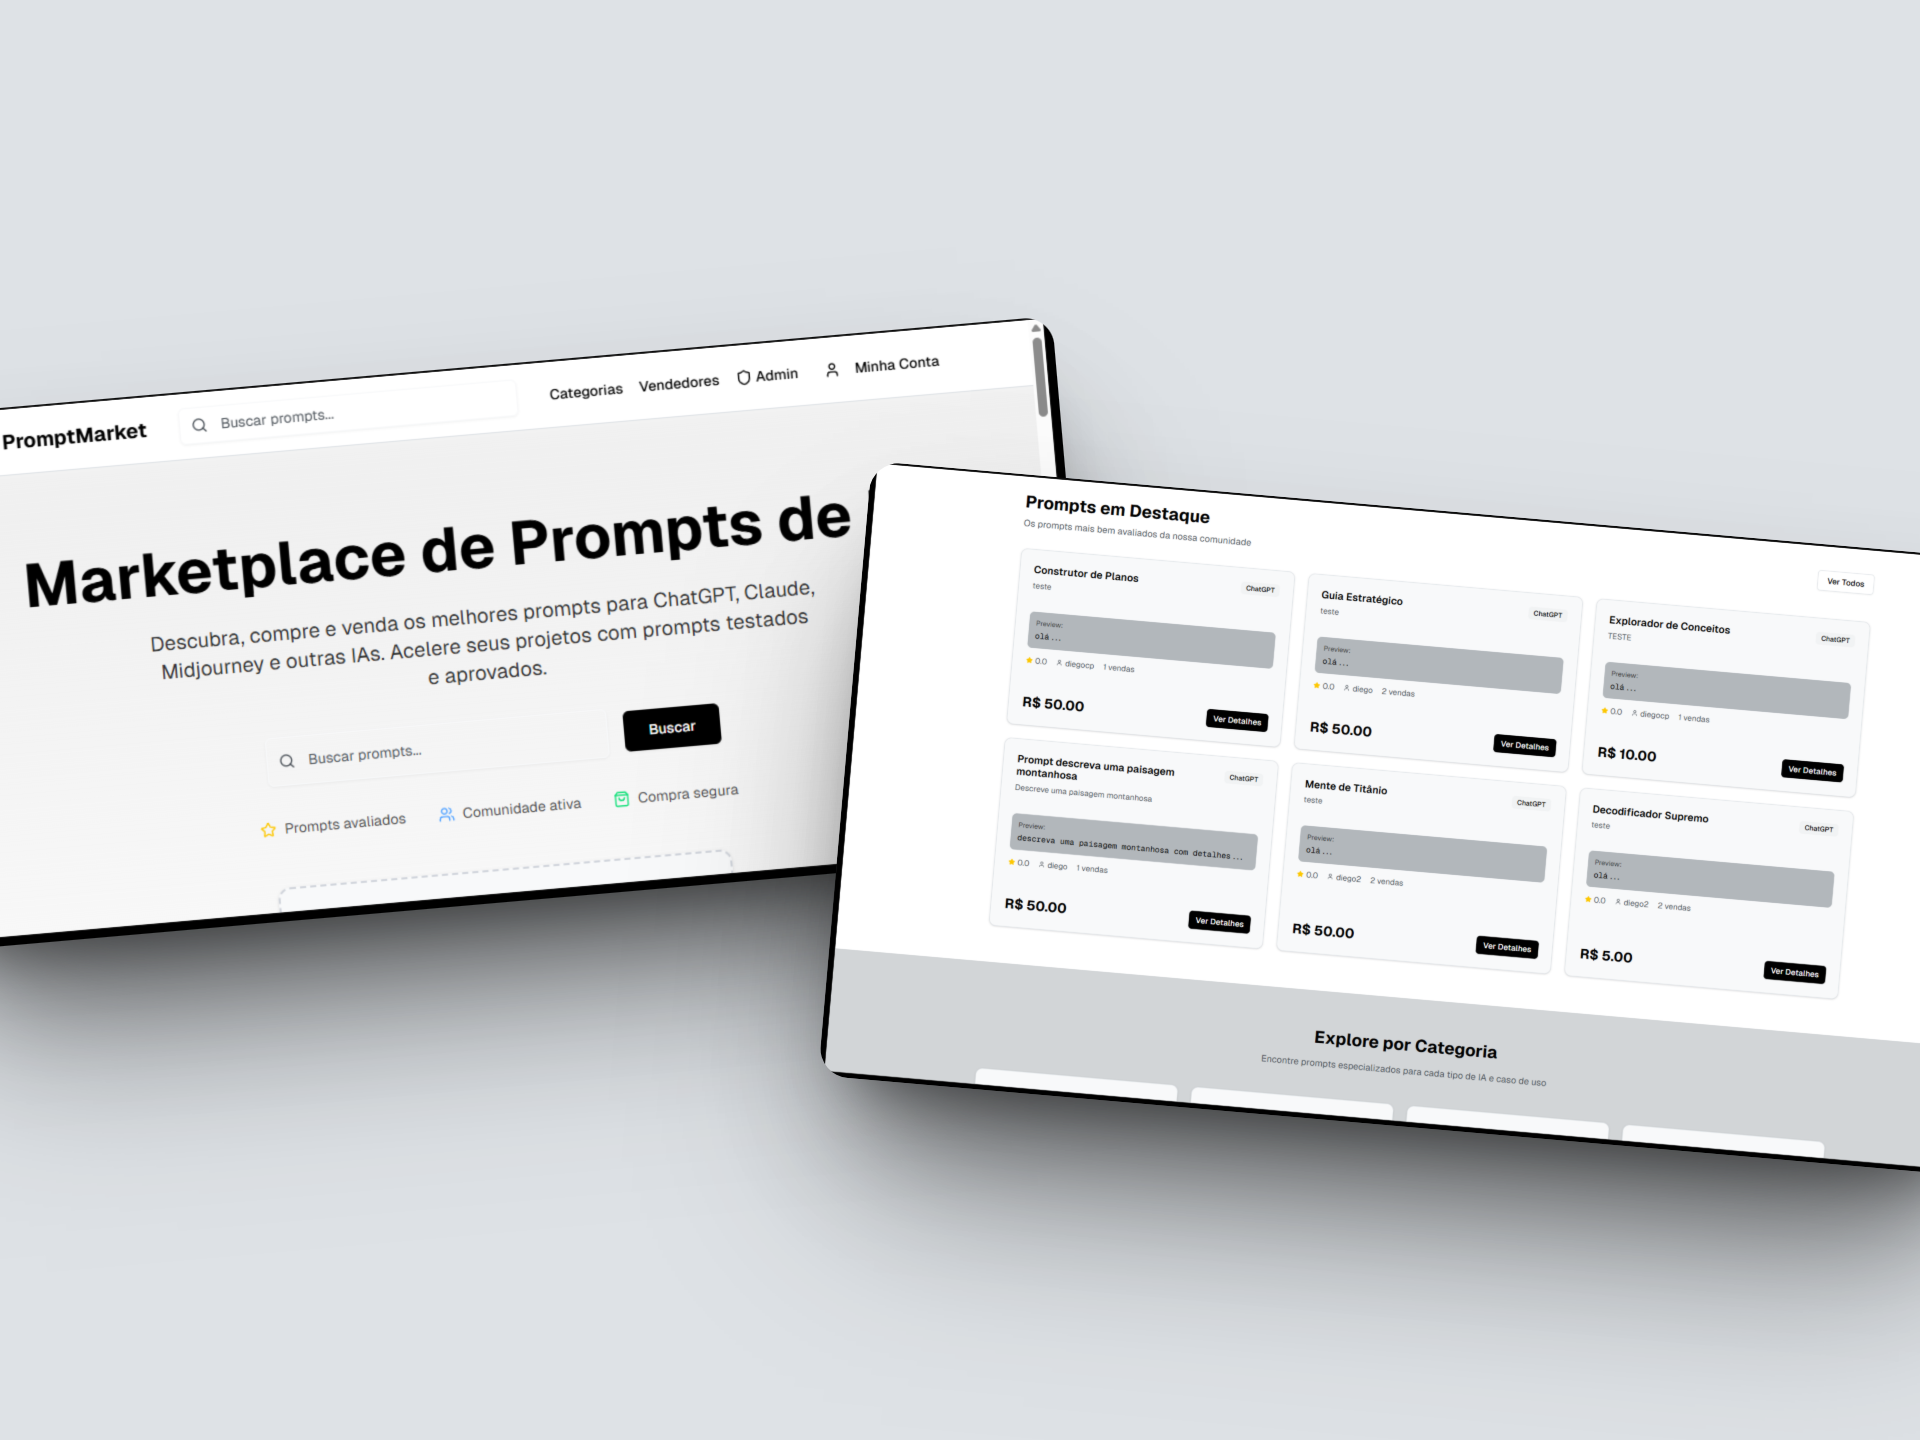 PromptMarket
Buscar prompts...
Categorias
Vendedores
Admin
Minha Conta
Marketplace de Prompts de
Descubra, compre e venda os melhores prompts para ChatGPT, Claude,
Midjourney e outras IAs. Acelere seus projetos com prompts testados
e aprovados.
Buscar prompts...
Buscar
Prompts avaliados
Comunidade ativa
Compra segura
Prompts em Destaque
Os prompts mais bem avaliados da nossa comunidade
Ver Todos
Construtor de Planos
ChatGPT
teste
Preview:
olá...
0.0 diegocp 1 vendas
R$ 50.00
Ver Detalhes
Guia Estratégico
ChatGPT
teste
Preview:
olá...
0.0 diego 2 vendas
R$ 50.00
Ver Detalhes
Explorador de Conceitos
ChatGPT
TESTE
Preview:
olá...
0.0 diegocp 1 vendas
R$ 10.00
Ver Detalhes
Prompt descreva uma paisagem
montanhosa
ChatGPT
Descreve uma paisagem montanhosa
Preview:
descreva uma paisagem montanhosa com detalhes...
0.0 diego 1 vendas
R$ 50.00
Ver Detalhes
Mente de Titânio
ChatGPT
teste
Preview:
olá...
0.0 diego2 2 vendas
R$ 50.00
Ver Detalhes
Decodificador Supremo
ChatGPT
teste
Preview:
olá...
0.0 diego2 2 vendas
R$ 5.00
Ver Detalhes
Explore por Categoria
Encontre prompts especializados para cada tipo de IA e caso de uso